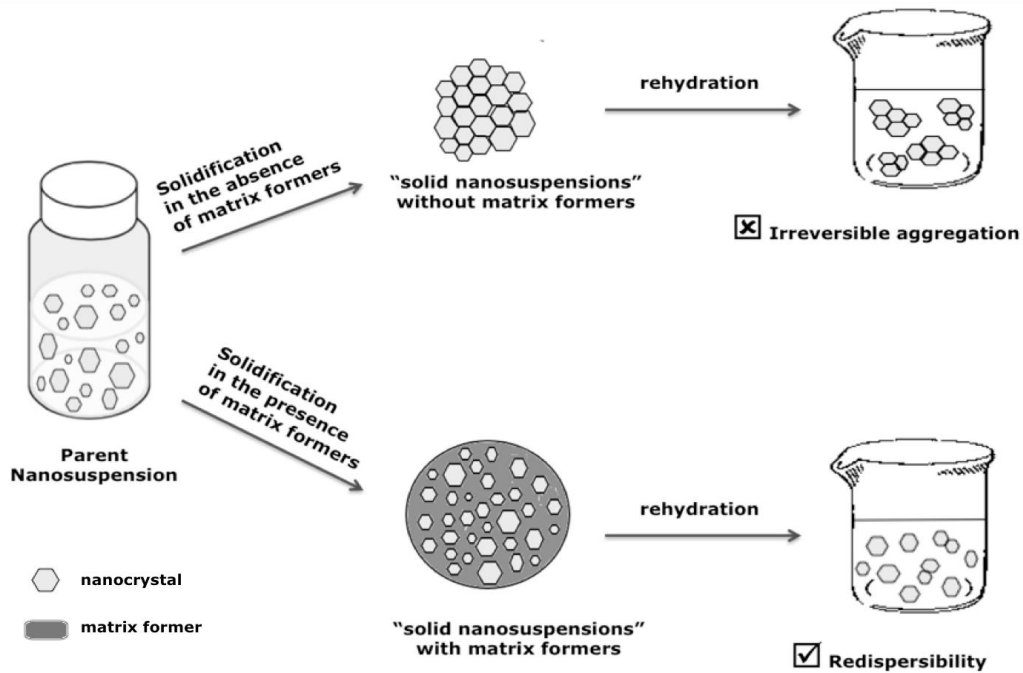 Solidification
in the absence
of matrix formers
rehydration
“solid nanosuspensions”
without matrix formers
Irreversible aggregation
Parent
Nanosuspension
Solidification
in the presence
of matrix formers
rehydration
nanocrystal
matrix former
“solid nanosuspensions”
with matrix formers
Redispersibility